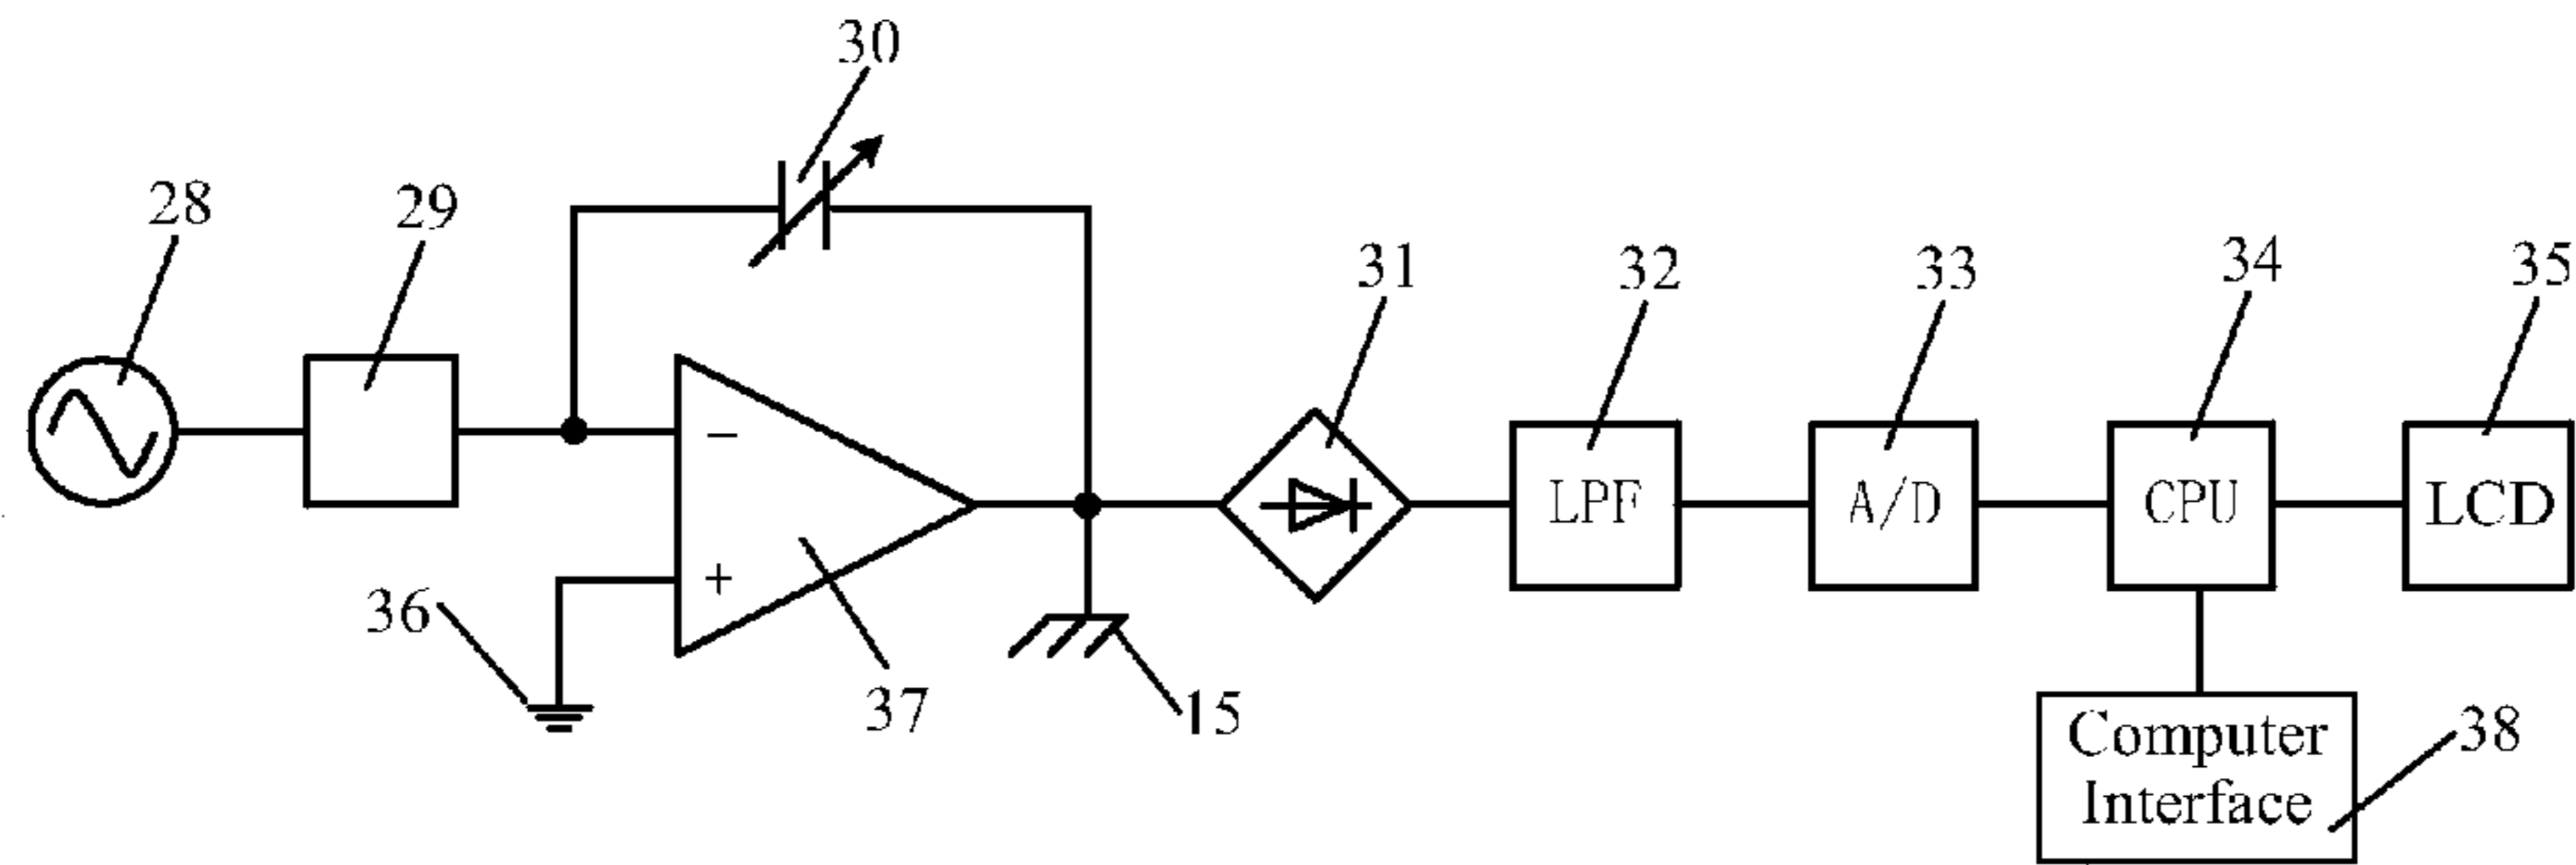 30
28
29
31
32
33
34
35
−
LPF
A/D
CPU
LCD
+
36
37
15
Computer
Interface
38